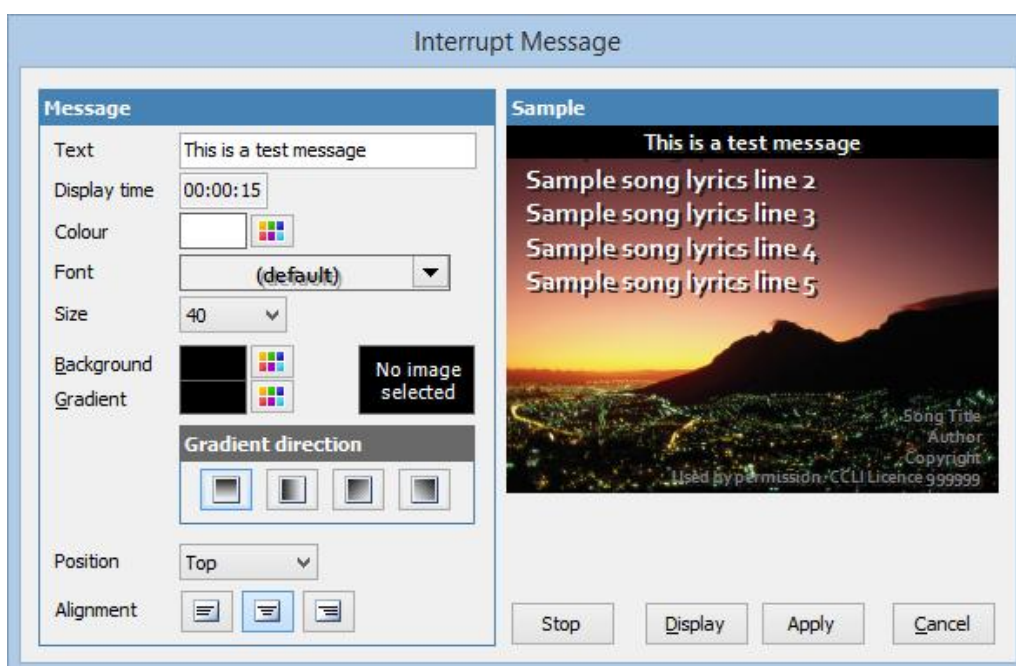 Interrupt Message
Message
Text
This is a test message
Display time
00:00:15
Colour
Font
(default)
Size
40
Background
Gradient
No image
selected
Gradient direction
Position
Top
Alignment
Sample
This is a test message
Sample song lyrics line 2
Sample song lyrics line 3
Sample song lyrics line 4
Sample song lyrics line 5
Song Title
Author
Copyright
Used by permission. CCLI Licence 999999
Stop
Display
Apply
Cancel